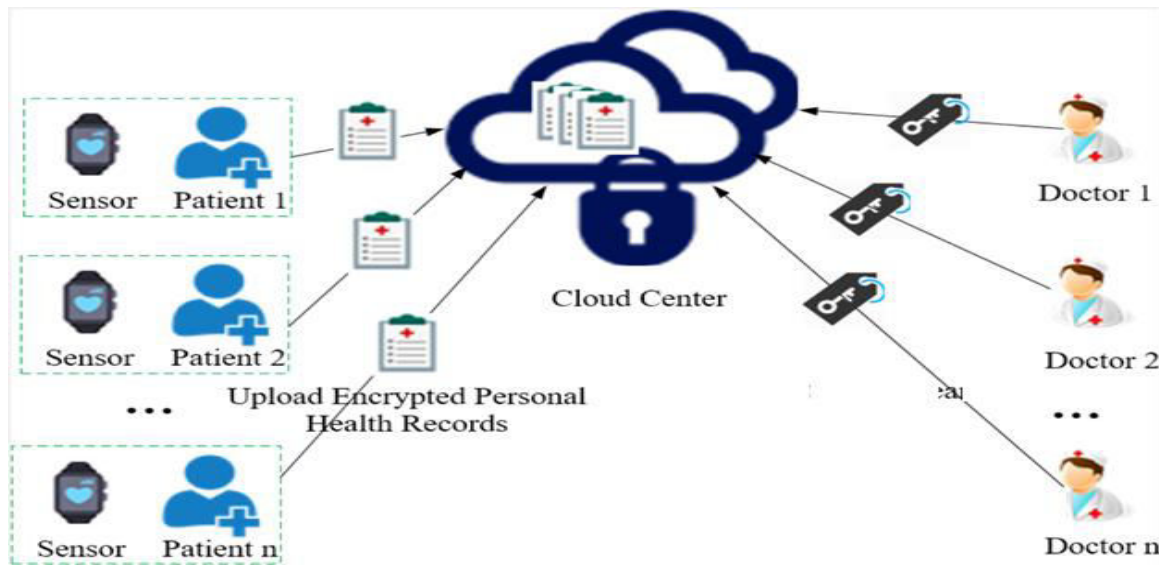 Sensor
Patient 1
Doctor 1
Cloud Center
Sensor
Patient 2
Doctor 2
...
Upload Encrypted Personal
Health Records
...
Sensor
Patient n
Doctor n